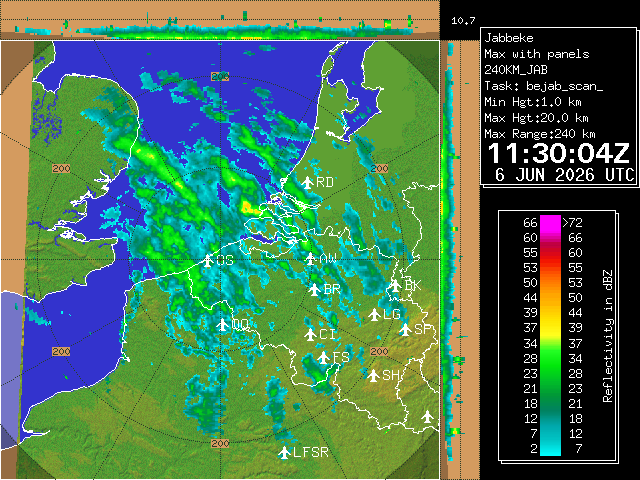 10.7
Jabbeke
Max with panels
240KM_JAB
Task: bejab_scan_
Min Hgt:1.0 km
Max Hgt:20.0 km
Max Range:240 km
11:30:04Z
6 JUN 2026 UTC
200
200
RD
200
OS
AW
BR
BK
LG
QO
CI
SP
200
FS
200
SH
200
LFSR
66 >72
60 66
55 60
53 55
50 53
44 50
42 44
39 42
37 39
34 37
28 34
23 28
21 23
18 21
12 18
7 12
2 7
Reflectivity in dBZ